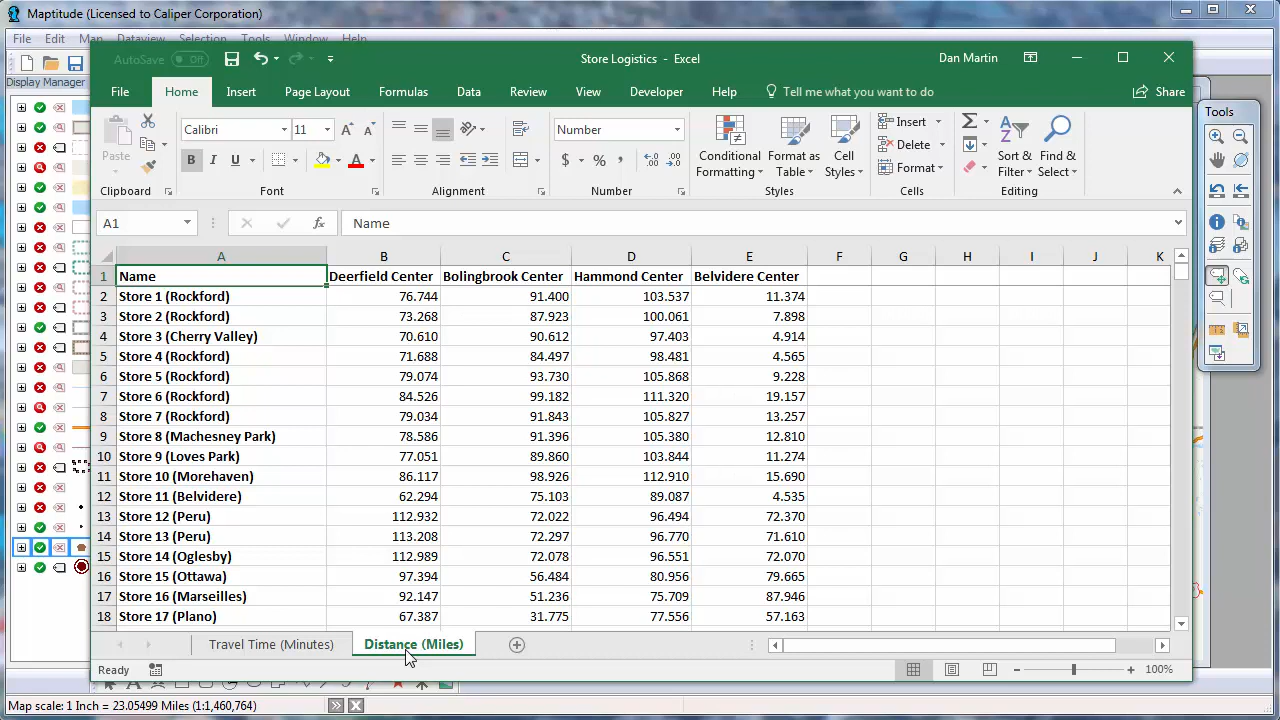 Maptitude (Licensed to Caliper Corporation)
File Edit Map Dataview Selection Tools Window Help
Display Manager
AutoSave Off Store Logistics - Excel Dan Martin
File Home Insert Page Layout Formulas Data Review View Developer Help Tell me what you want to do Share
Paste
Clipboard
Calibri 11
B I U
Font
Alignment
Number
$ % ,
Number
Conditional Formatting
Format as Table
Cell Styles
Styles
Insert
Delete
Format
Cells
Sort & Filter
Find & Select
Editing
Tools
A1 fx Name
A B C D E F G H I J K
1 Name Deerfield Center Bolingbrook Center Hammond Center Belvidere Center
2 Store 1 (Rockford) 76.744 91.400 103.537 11.374
3 Store 2 (Rockford) 73.268 87.923 100.061 7.898
4 Store 3 (Cherry Valley) 70.610 90.612 97.403 4.914
5 Store 4 (Rockford) 71.688 84.497 98.481 4.565
6 Store 5 (Rockford) 79.074 93.730 105.868 9.228
7 Store 6 (Rockford) 84.526 99.182 111.320 19.157
8 Store 7 (Rockford) 79.034 91.843 105.827 13.257
9 Store 8 (Machesney Park) 78.586 91.396 105.380 12.810
10 Store 9 (Loves Park) 77.051 89.860 103.844 11.274
11 Store 10 (Morehaven) 86.117 98.926 112.910 15.690
12 Store 11 (Belvidere) 62.294 75.103 89.087 4.535
13 Store 12 (Peru) 112.932 72.022 96.494 72.370
14 Store 13 (Peru) 113.208 72.297 96.770 71.610
15 Store 14 (Oglesby) 112.989 72.078 96.551 72.070
16 Store 15 (Ottawa) 97.394 56.484 80.956 79.665
17 Store 16 (Marseilles) 92.147 51.236 75.709 87.946
18 Store 17 (Plano) 67.387 31.775 77.556 57.163
Travel Time (Minutes) Distance (Miles)
Ready 100%
Map scale: 1 Inch = 23.05499 Miles (1:1,460,764)